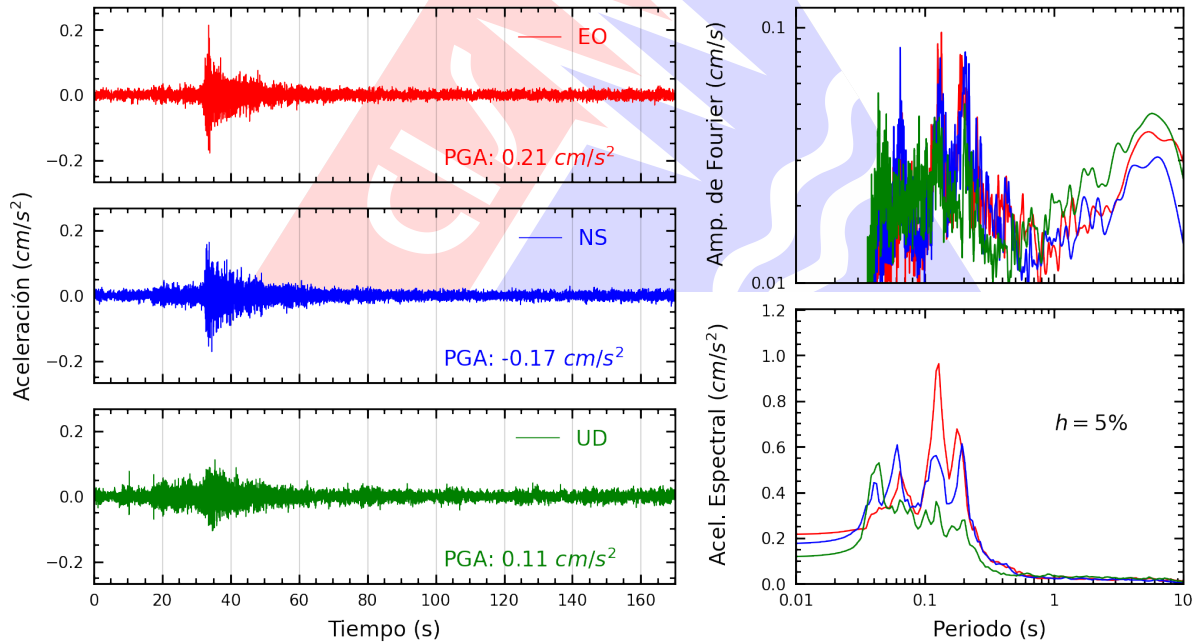 Aceleración (cm/s²)
0.2
0.0
−0.2
EO
PGA: 0.21 cm/s²
0.2
0.0
−0.2
NS
PGA: -0.17 cm/s²
0.2
0.0
−0.2
UD
PGA: 0.11 cm/s²
0 20 40 60 80 100 120 140 160
Tiempo (s)
Amp. de Fourier (cm/s)
0.1
0.01
Acel. Espectral (cm/s²)
1.2
1.0
0.8
0.6
0.4
0.2
0.0
h = 5%
0.01 0.1 1 10
Periodo (s)